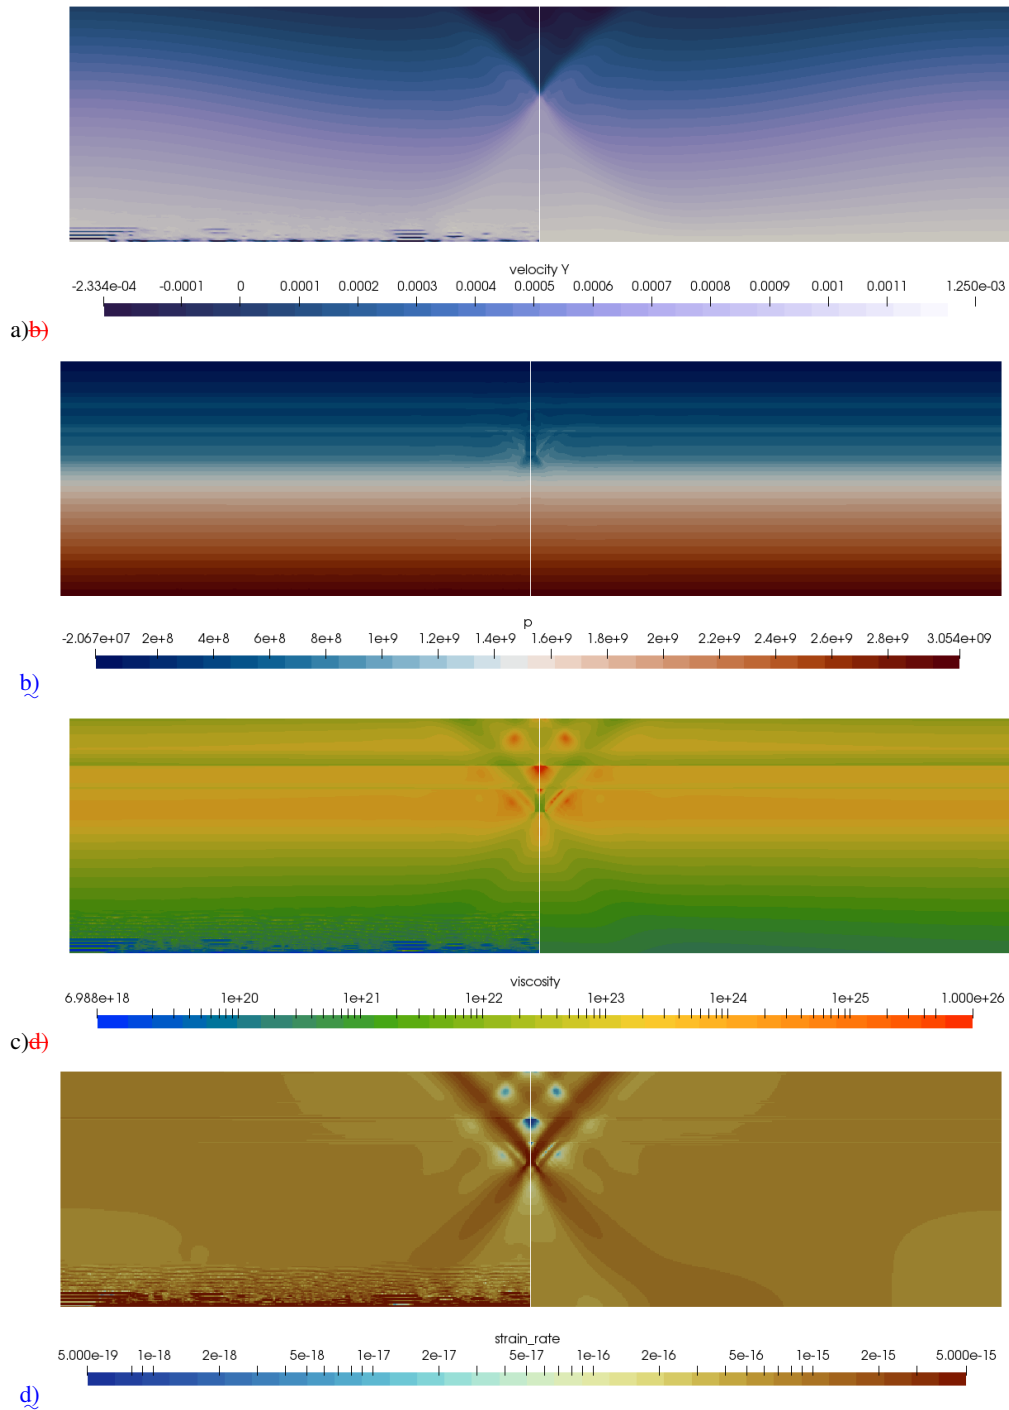 velocity Y
-2.334e-04 -0.0001 0 0.0001 0.0002 0.0003 0.0004 0.0005 0.0006 0.0007 0.0008 0.0009 0.001 0.0011 1.250e-03
a)b)
p
-2.067e+07 2e+8 4e+8 6e+8 8e+8 1e+9 1.2e+9 1.4e+9 1.6e+9 1.8e+9 2e+9 2.2e+9 2.4e+9 2.6e+9 2.8e+9 3.054e+09
b)
viscosity
6.988e+18 1e+20 1e+21 1e+22 1e+23 1e+24 1e+25 1.000e+26
c)d)
strain_rate
5.000e-19 1e-18 2e-18 5e-18 1e-17 2e-17 5e-17 1e-16 2e-16 5e-16 1e-15 2e-15 5.000e-15
d)